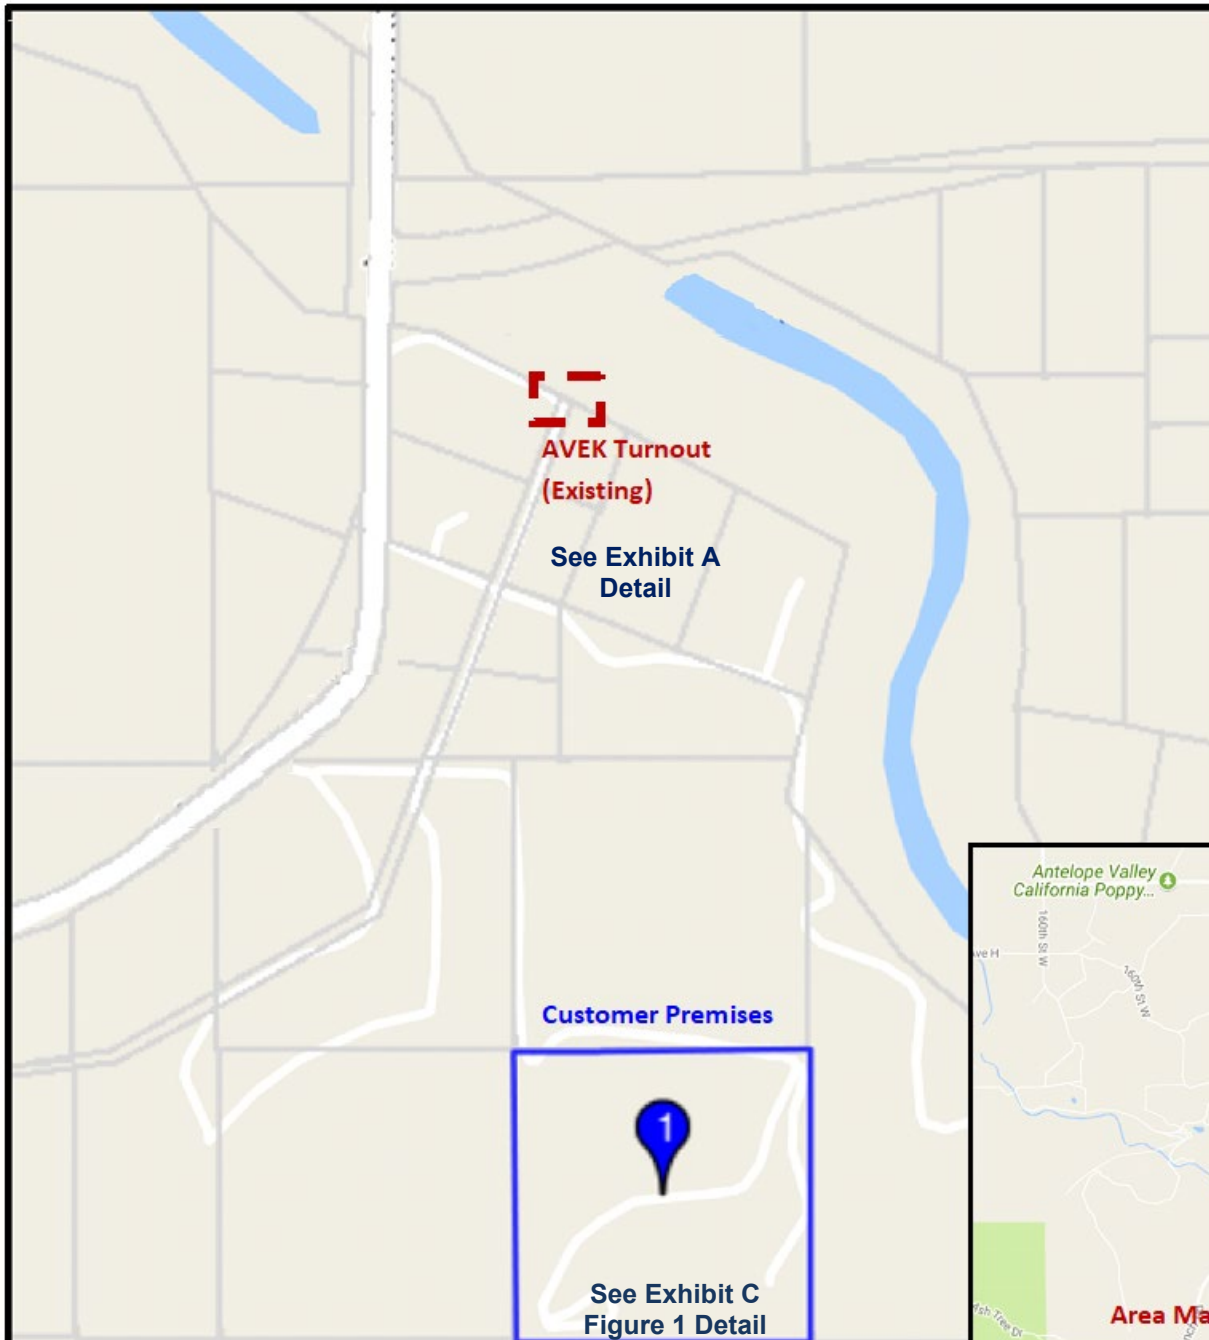 AVEK Turnout
(Existing)
See Exhibit A
Detail
Antelope Valley
California Poppy...
160th St W
ve H
160th St W
Customer Premises
1
See Exhibit C
Figure 1 Detail
Area Ma